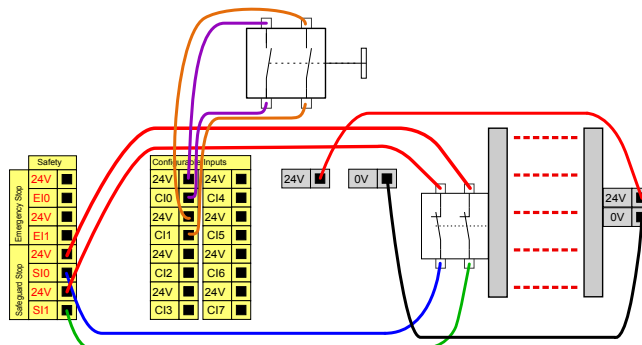 Safety
Emergency Stop
24V
EI0
24V
EI1
Safeguard Stop
24V
SI0
24V
SI1
Configurable Inputs
24V
24V
CI0
CI4
24V
24V
CI1
CI5
24V
24V
CI2
CI6
24V
24V
CI3
CI7
24V
0V
24V
0V